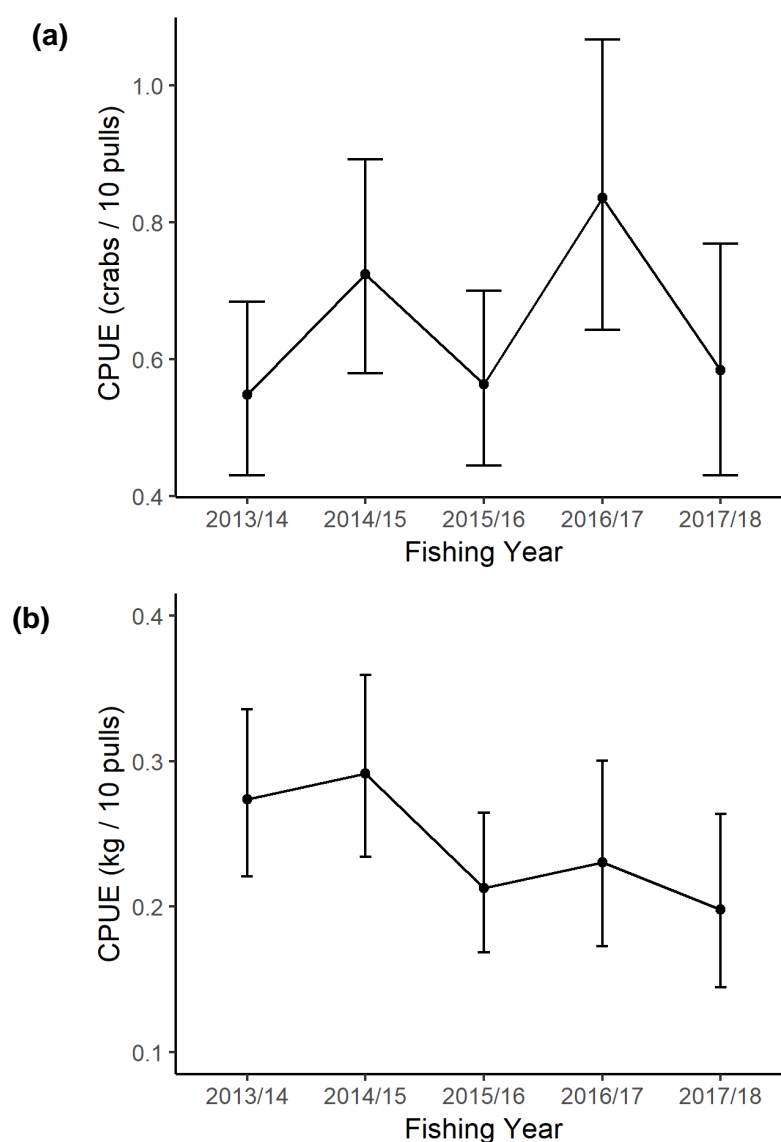 (a)
CPUE (crabs / 10 pulls)
1.0
0.8
0.6
0.4
2013/14 2014/15 2015/16 2016/17 2017/18
Fishing Year
(b)
CPUE (kg / 10 pulls)
0.4
0.3
0.2
0.1
2013/14 2014/15 2015/16 2016/17 2017/18
Fishing Year